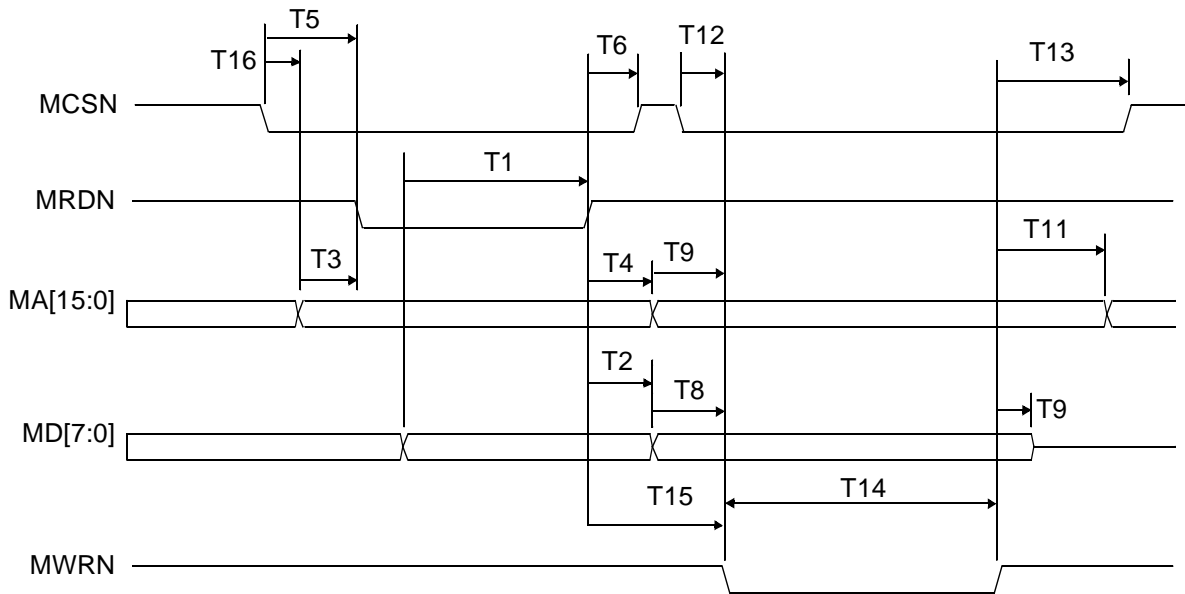 T5
T6
T12
T16
T13
MCSN
T1
MRDN
T11
T3
T4
T9
MA[15:0]
T2
T8
T9
MD[7:0]
T15
T14
MWRN